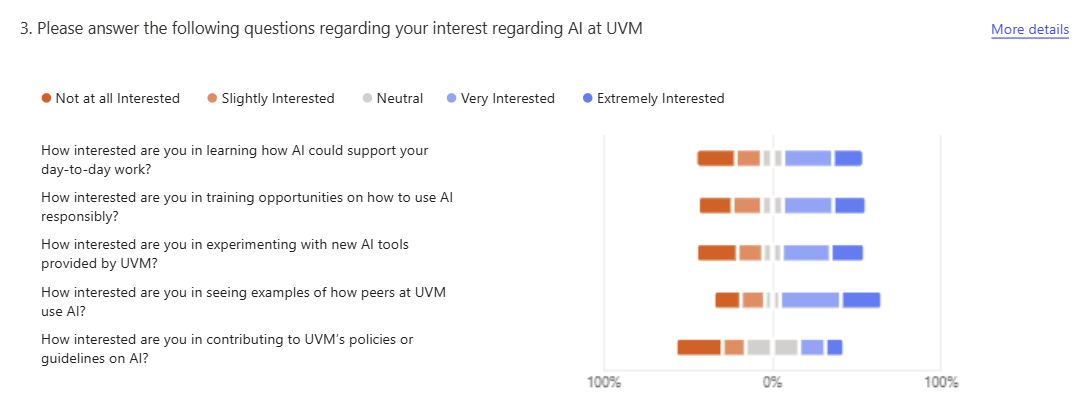 3. Please answer the following questions regarding your interest regarding AI at UVM
More details
Not at all Interested
Slightly Interested
Neutral
Very Interested
Extremely Interested
How interested are you in learning how AI could support your
day-to-day work?
How interested are you in training opportunities on how to use AI
responsibly?
How interested are you in experimenting with new AI tools
provided by UVM?
How interested are you in seeing examples of how peers at UVM
use AI?
How interested are you in contributing to UVM's policies or
guidelines on AI?
100%
0%
100%